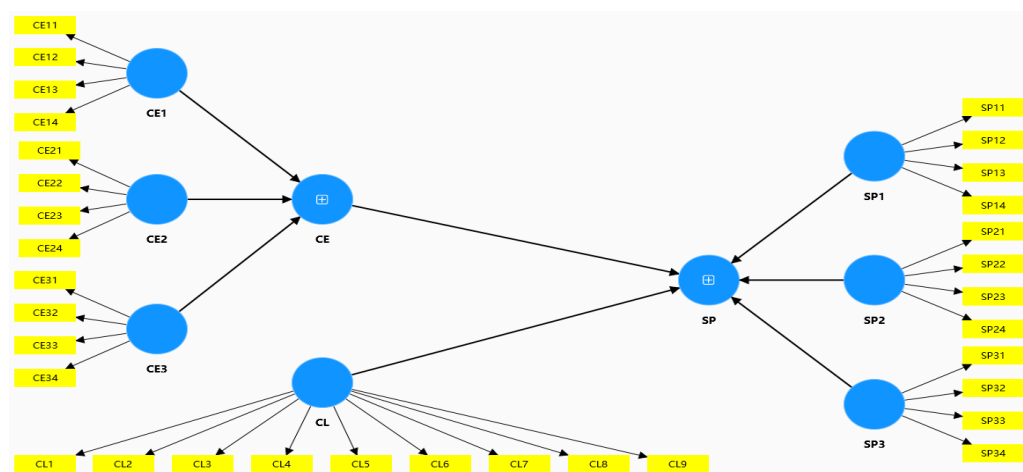 CE11
CE12
CE13
CE14
CE1
CE21
CE22
CE23
CE24
CE2
CE31
CE32
CE33
CE34
CE3
CE
CL
CL1
CL2
CL3
CL4
CL5
CL6
CL7
CL8
CL9
SP
SP11
SP12
SP13
SP14
SP1
SP21
SP22
SP23
SP24
SP2
SP31
SP32
SP33
SP34
SP3